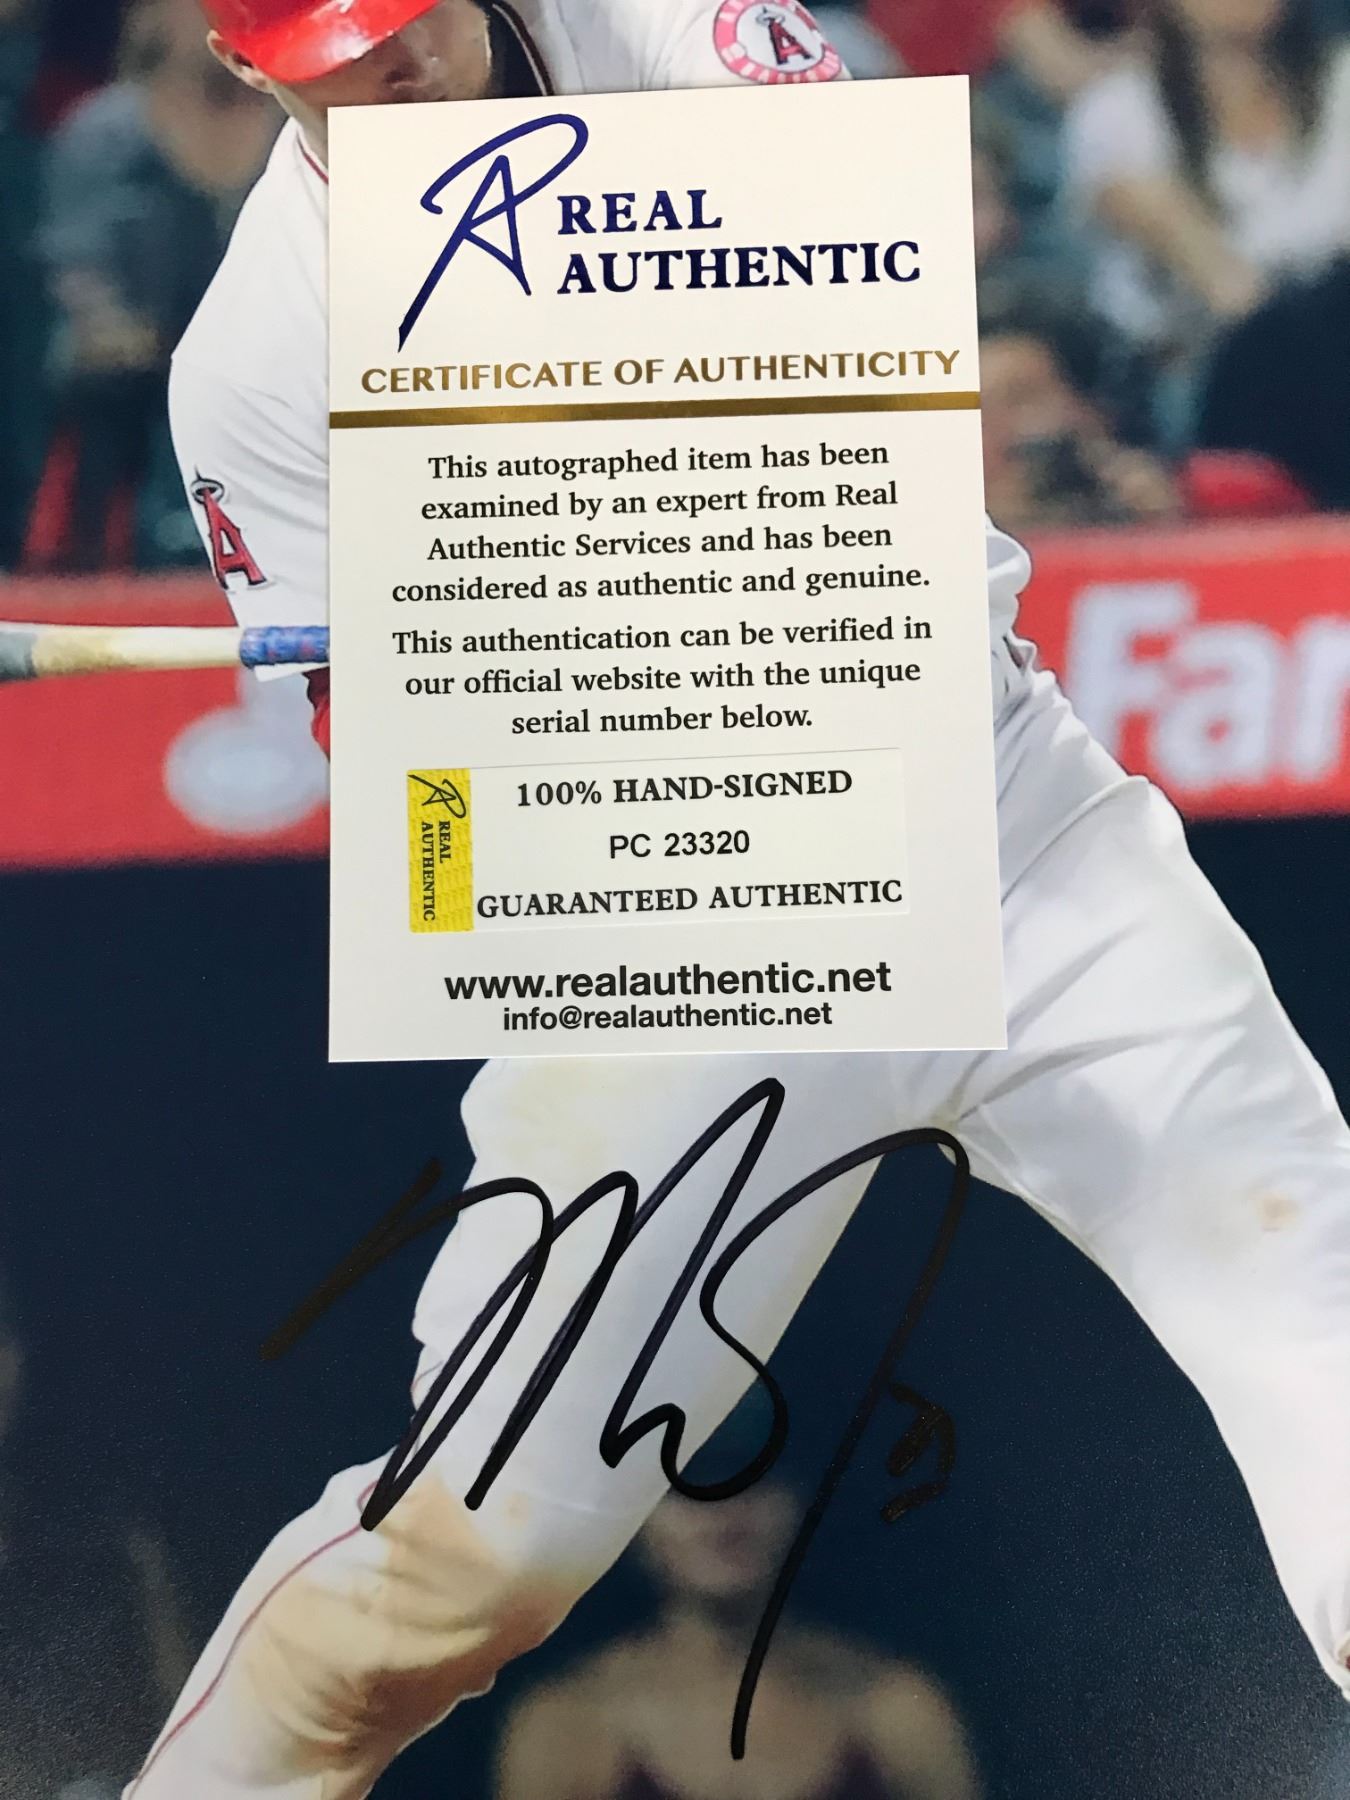 A
REAL
AUTHENTIC
CERTIFICATE OF AUTHENTICITY
This autographed item has been
examined by an expert from Real
Authentic Services and has been
considered as authentic and genuine.
This authentication can be verified in
our official website with the unique
serial number below.
REAL
AUTHENTIC
100% HAND-SIGNED
PC 23320
GUARANTEED AUTHENTIC
www.realauthentic.net
info@realauthentic.net
A
Far